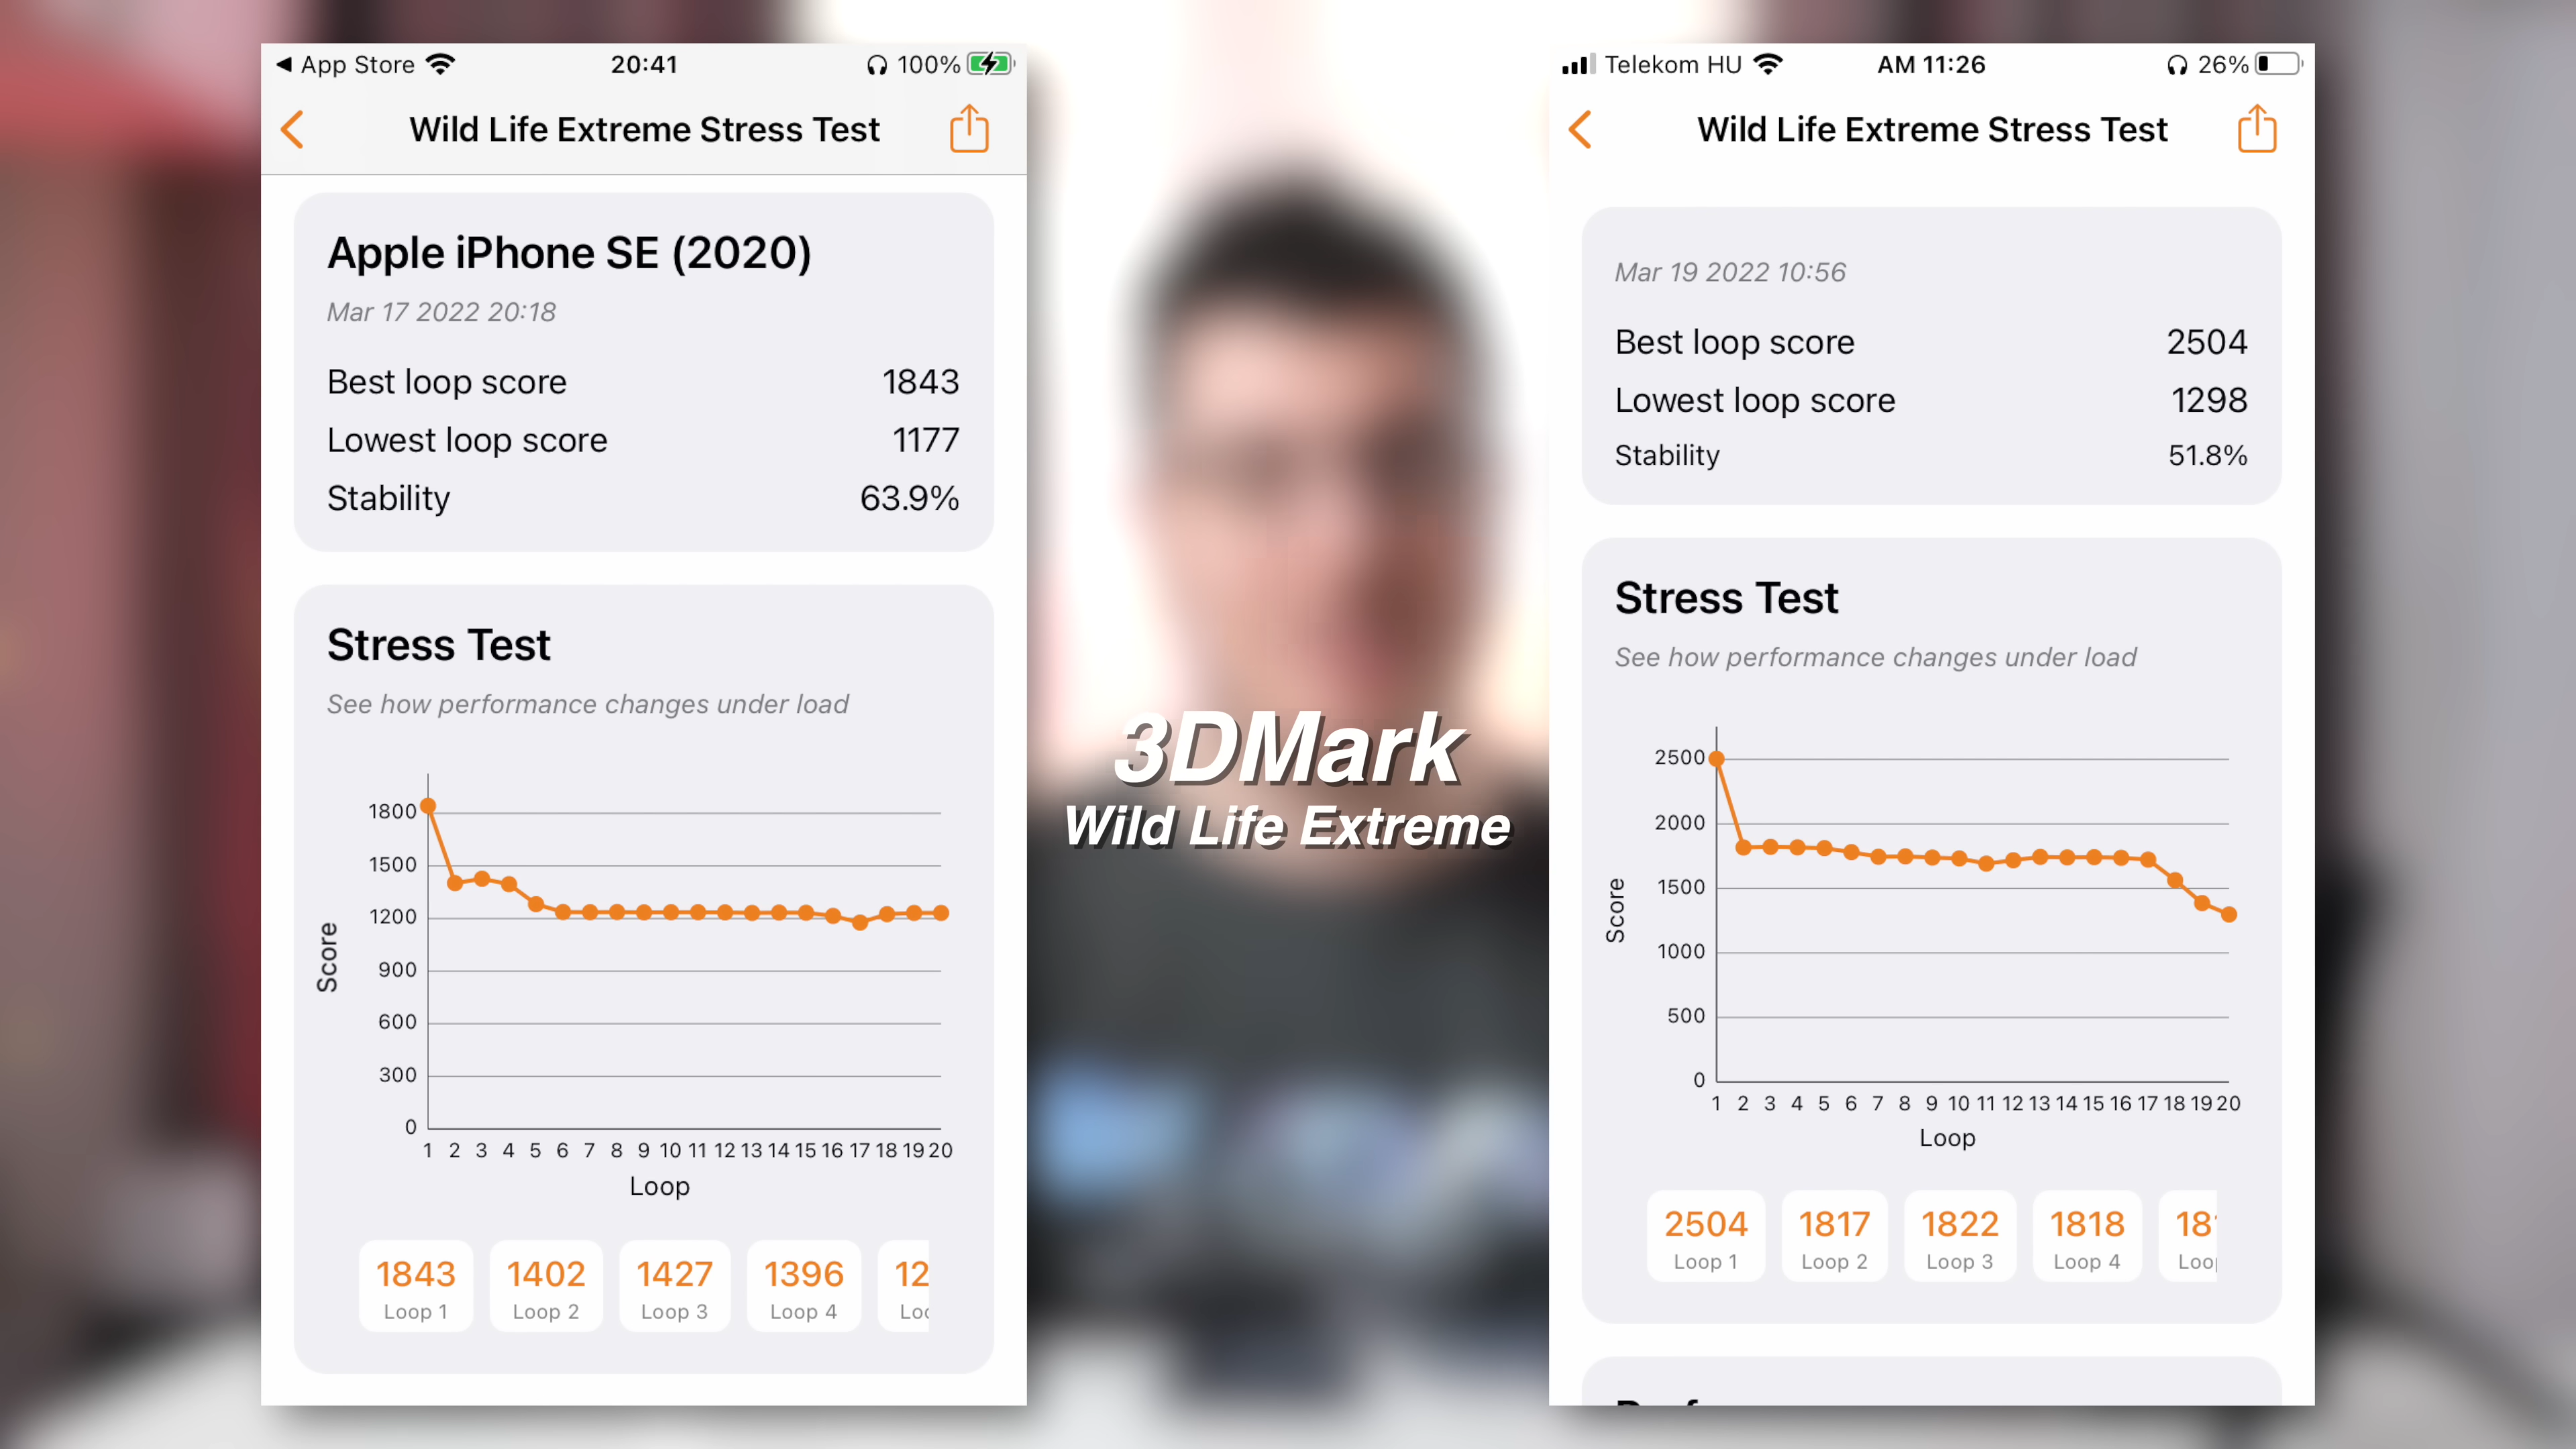 App Store 20:41 100%
Wild Life Extreme Stress Test
Apple iPhone SE (2020)
Mar 17 2022 20:18
Best loop score 1843
Lowest loop score 1177
Stability 63.9%
Stress Test
See how performance changes under load
1800
1500
1200
900
600
300
0
Score
1 2 3 4 5 6 7 8 9 10 11 12 13 14 15 16 17 18 19 20
Loop
1843 1402 1427 1396 12
Loop 1 Loop 2 Loop 3 Loop 4
3DMark
Wild Life Extreme
Telekom HU AM 11:26 26%
Wild Life Extreme Stress Test
Mar 19 2022 10:56
Best loop score 2504
Lowest loop score 1298
Stability 51.8%
Stress Test
See how performance changes under load
2500
2000
1500
1000
500
0
Score
1 2 3 4 5 6 7 8 9 10 11 12 13 14 15 16 17 18 19 20
Loop
2504 1817 1822 1818 18
Loop 1 Loop 2 Loop 3 Loop 4